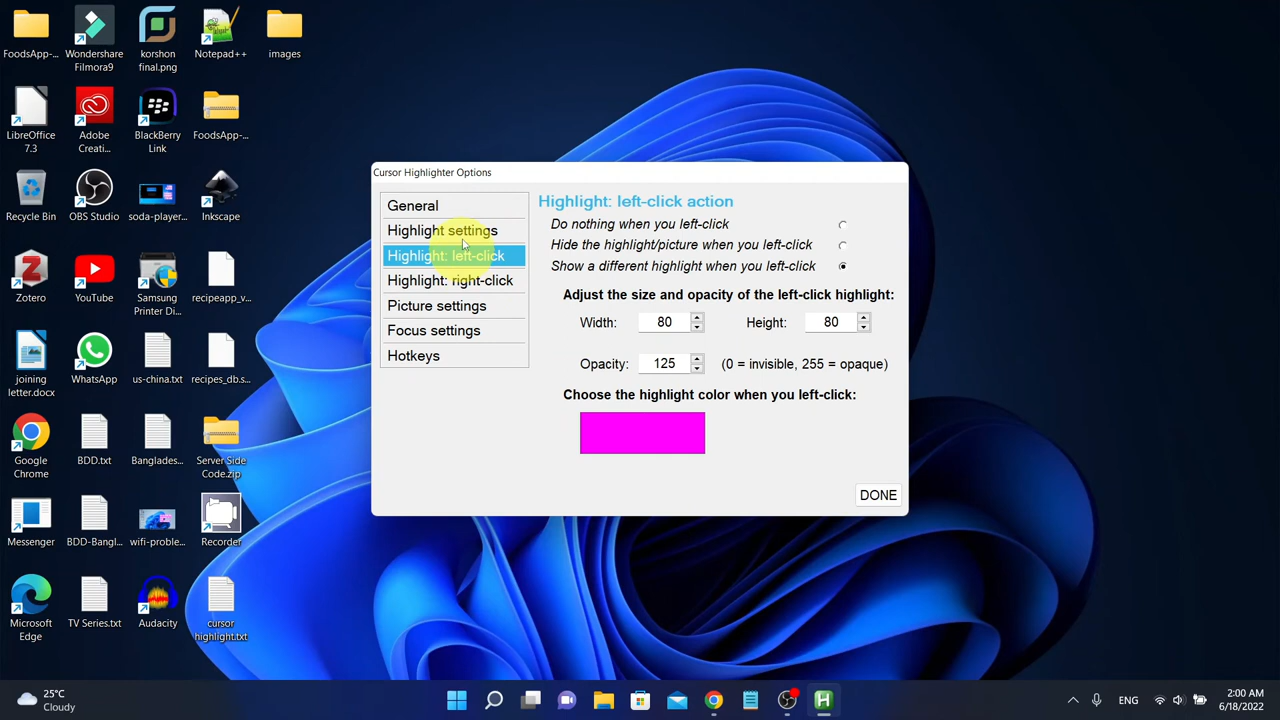 FoodsApp-...
Wondershare
Filmora9
korshon
final.png
Notepad++
images
LibreOffice
7.3
Adobe
Creati...
BlackBerry
Link
FoodsApp-...
Recycle Bin
OBS Studio
soda-player...
Inkscape
Zotero
YouTube
Samsung
Printer Di...
recipeapp_v...
joining
letter.docx
WhatsApp
us-china.txt
recipes_db.s...
Google
Chrome
BDD.txt
Banglades...
Server Side
Code.zip
Messenger
BDD-Bangl...
wifi-proble...
Recorder
Microsoft
Edge
TV Series.txt
Audacity
cursor
highlight.txt
Cursor Highlighter Options
General
Highlight settings
Highlight: left-click
Highlight: right-click
Picture settings
Focus settings
Hotkeys
Highlight: left-click action
Do nothing when you left-click
Hide the highlight/picture when you left-click
Show a different highlight when you left-click
Adjust the size and opacity of the left-click highlight:
Width: 80 Height: 80
Opacity: 125 (0 = invisible, 255 = opaque)
Choose the highlight color when you left-click:
DONE
25°C
Cloudy
ENG
2:00 AM
6/18/2022